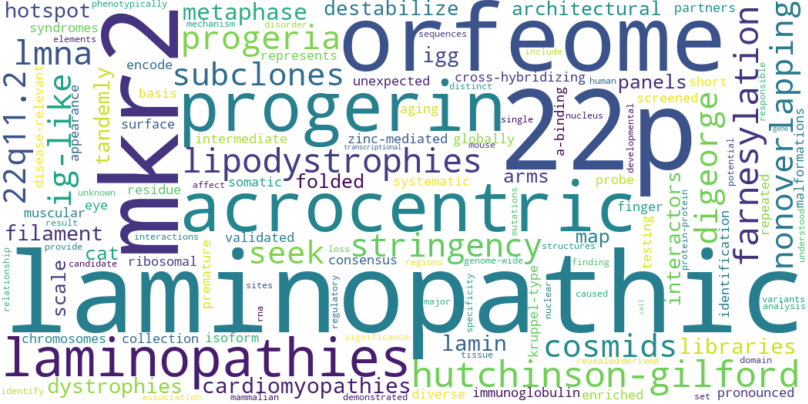 hotspot
phenotypically
syndromes
elements
metaphase
mechanism
disorder
destabilize
architectural
partners
lmna
progeria
represents
orfeome
sequences
igg
cross-hybridizing
human
include
distinct
panels
short
screened
encode
subclones
unexpected
22q11.2
disease-relevant
ig-like
appearance
tandemly
basis
surface
mkr2
progerin
aging
intermediate
zinc-mediated
globally
single
22p
a-binding
nucleus
developmental
farnesylation
nonoverlapping
responsible
gene
transcriptional
mouse
lipodystrophies
arms
digeorge
potential
unknown
residue
affect
somatic
folded
systematic
probe
interactors
repeated
understood
malformations
muscular
eye
result
interactions
acrocentric
mutations
finger
testing
protein-protein
identification
filament
cat
validated
seek
stringency
map
structures
relationship
provide
scale
candidate
ribosomal
premature
consensus
loss
genome-wide
regions
finding
laminopathic
sites
rna
regulatory
major
specificity
kruppel-type
nuclear
caused
cell
variants
analysis
chromosomes
collection
isoform
significance
lamin
tissue
cosmids
libraries
laminopathies
revealed
derived
domain
hutchinson-gilford
identify
dystrophies
cardiomyopathies
association
mammalian
demonstrated
diverse
immunoglobulin
enriched
set
pronounced